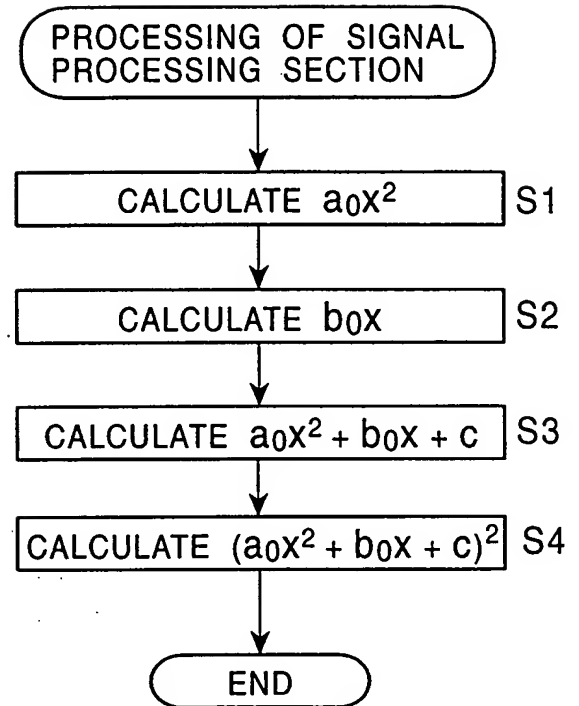 PROCESSING OF SIGNAL
PROCESSING SECTION
CALCULATE a₀x² S1
CALCULATE b₀x S2
CALCULATE a₀x² + b₀x + c S3
CALCULATE (a₀x² + b₀x + c)² S4
END